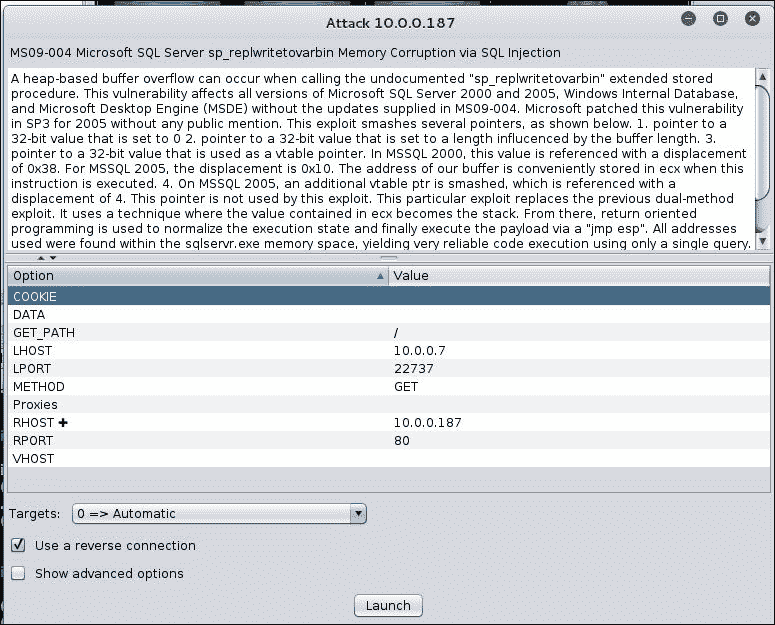 Attack 10.0.0.187
MS09-004 Microsoft SQL Server sp_replwritetovarbin Memory Corruption via SQL Injection
A heap-based buffer overflow can occur when calling the undocumented "sp_replwritetovarbin" extended stored
procedure. This vulnerability affects all versions of Microsoft SQL Server 2000 and 2005, Windows Internal Database,
and Microsoft Desktop Engine (MSDE) without the updates supplied in MS09-004. Microsoft patched this vulnerability
in SP3 for 2005 without any public mention. This exploit smashes several pointers, as shown below. 1. pointer to a
32-bit value that is set to 0 2. pointer to a 32-bit value that is set to a length influcenced by the buffer length. 3.
pointer to a 32-bit value that is used as a vtable pointer. In MSSQL 2000, this value is referenced with a displacement
of 0x38. For MSSQL 2005, the displacement is 0x10. The address of our buffer is conveniently stored in ecx when this
instruction is executed. 4. On MSSQL 2005, an additional vtable ptr is smashed, which is referenced with a
displacement of 4. This pointer is not used by this exploit. This particular exploit replaces the previous dual-method
exploit. It uses a technique where the value contained in ecx becomes the stack. From there, return oriented
programming is used to normalize the execution state and finally execute the payload via a "jmp esp". All addresses
used were found within the sqlservr.exe memory space, yielding very reliable code execution using only a single query.
Option Value
COOKIE
DATA
GET_PATH /
LHOST 10.0.0.7
LPORT 22737
METHOD GET
Proxies
RHOST ✚ 10.0.0.187
RPORT 80
VHOST
Targets: 0 => Automatic
Use a reverse connection
Show advanced options
Launch